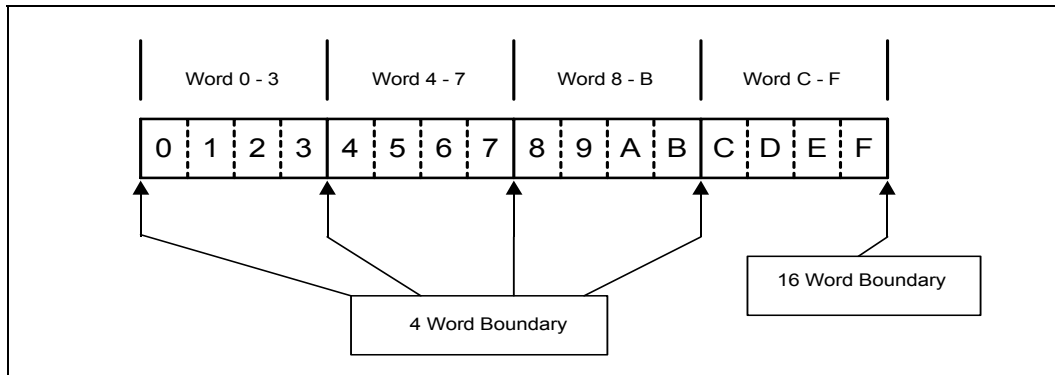 Word 0 - 3 Word 4 - 7 Word 8 - B Word C - F
0 1 2 3 4 5 6 7 8 9 A B C D E F
16 Word Boundary
4 Word Boundary